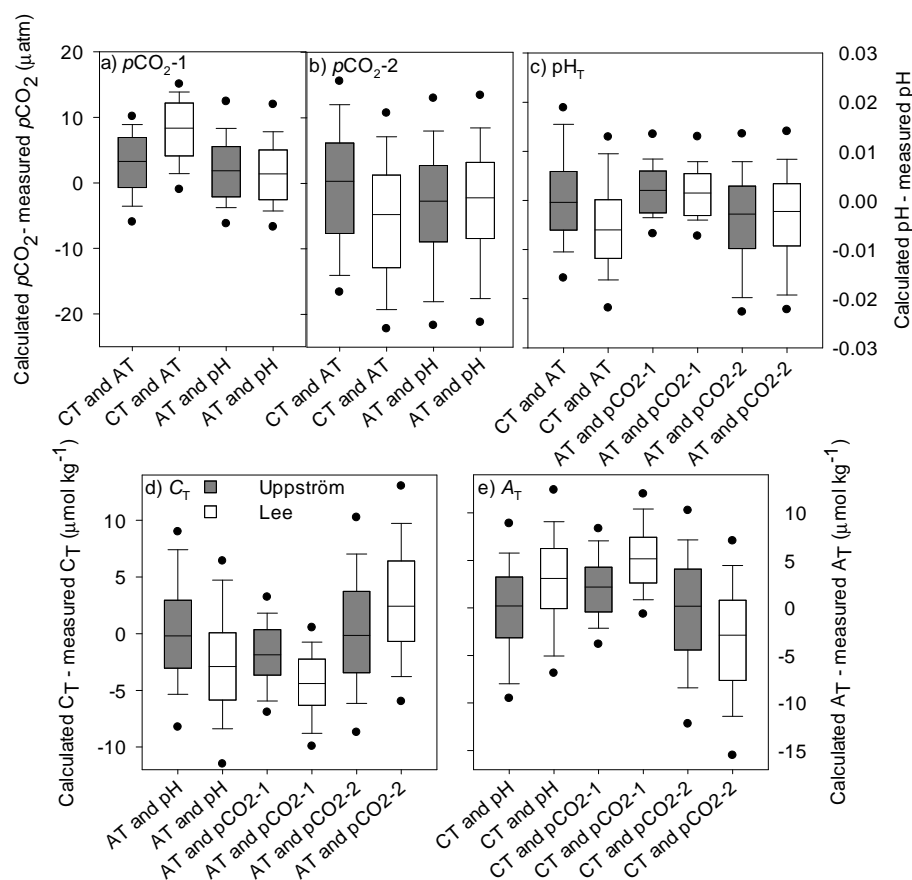 a) pCO₂-1
b) pCO₂-2
c) pH_T
Calculated pCO₂ - measured pCO₂ (µatm)
20
10
0
-10
-20
0.03
0.02
0.01
0.00
-0.01
-0.02
-0.03
Calculated pH - measured pH
CT and AT
CT and AT
AT and pH
AT and pH
CT and AT
CT and AT
AT and pH
AT and pH
CT and AT
CT and AT
AT and pCO2-1
AT and pCO2-1
AT and pCO2-2
AT and pCO2-2
d) C_T
Uppström
Lee
e) A_T
Calculated C_T - measured C_T (µmol kg⁻¹)
10
5
0
-5
-10
10
5
0
-5
-10
-15
Calculated A_T - measured A_T (µmol kg⁻¹)
AT and pH
AT and pH
AT and pCO2-1
AT and pCO2-1
AT and pCO2-2
AT and pCO2-2
CT and pH
CT and pH
CT and pCO2-1
CT and pCO2-1
CT and pCO2-2
CT and pCO2-2